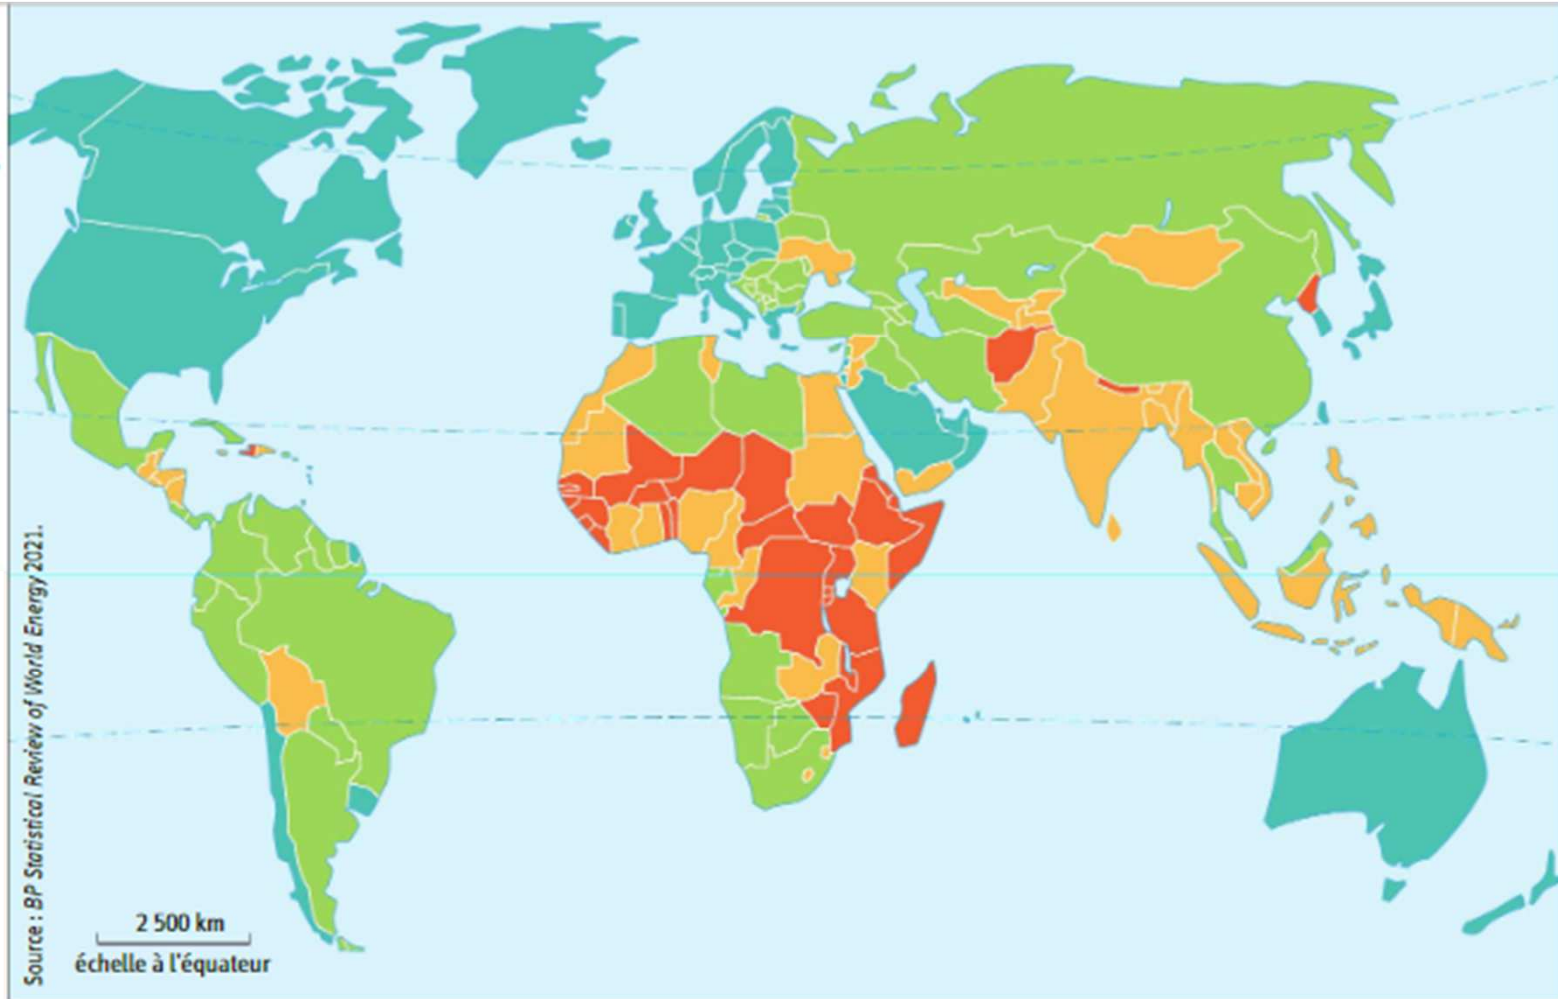 Source : BP Statistical Review of World Energy 2021.
2 500 km
échelle à l'équateur